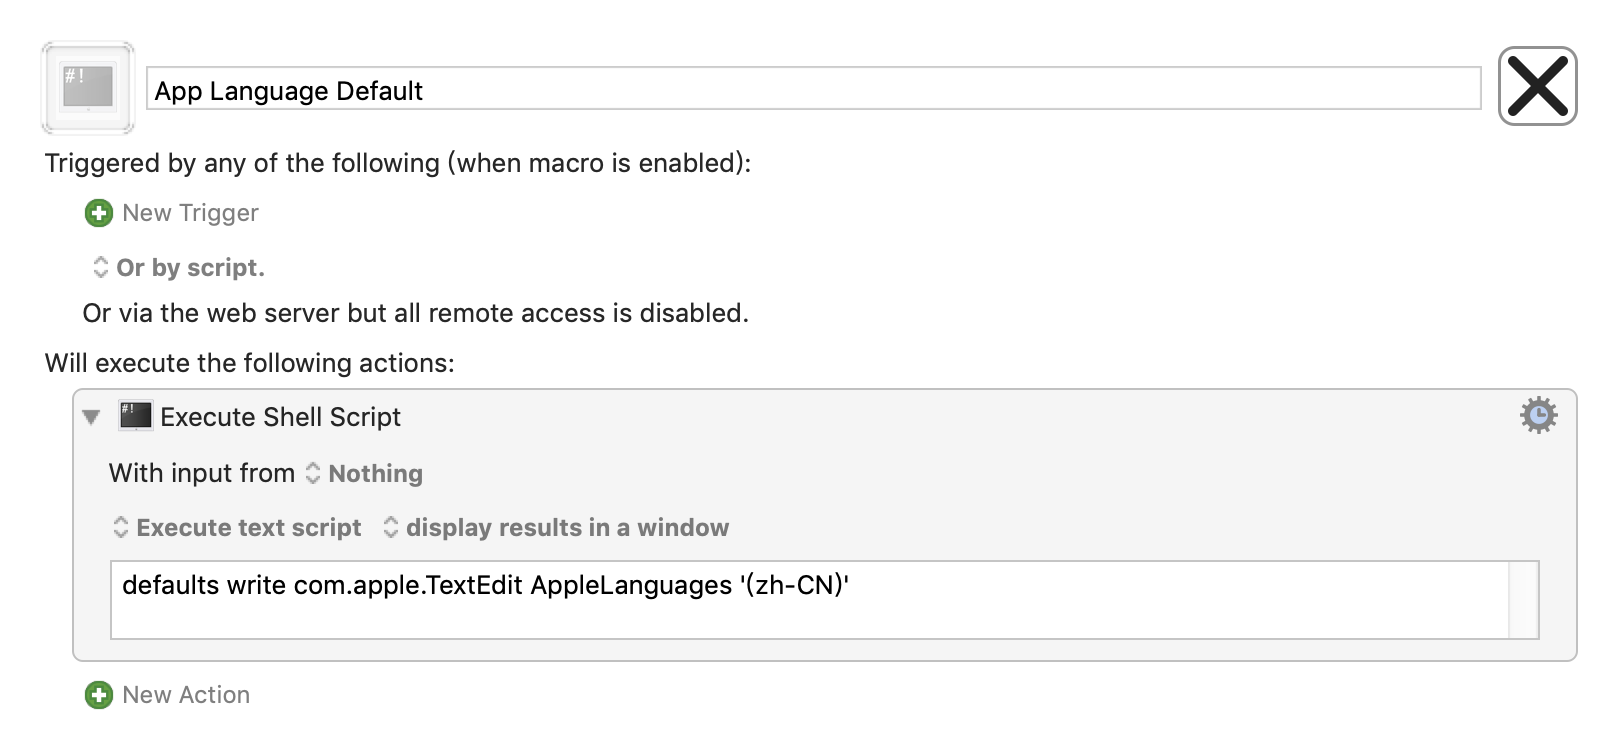 #!
App Language Default
Triggered by any of the following (when macro is enabled):
New Trigger
Or by script.
Or via the web server but all remote access is disabled.
Will execute the following actions:
#! Execute Shell Script
With input from Nothing
Execute text script display results in a window
defaults write com.apple.TextEdit AppleLanguages '(zh-CN)'
New Action